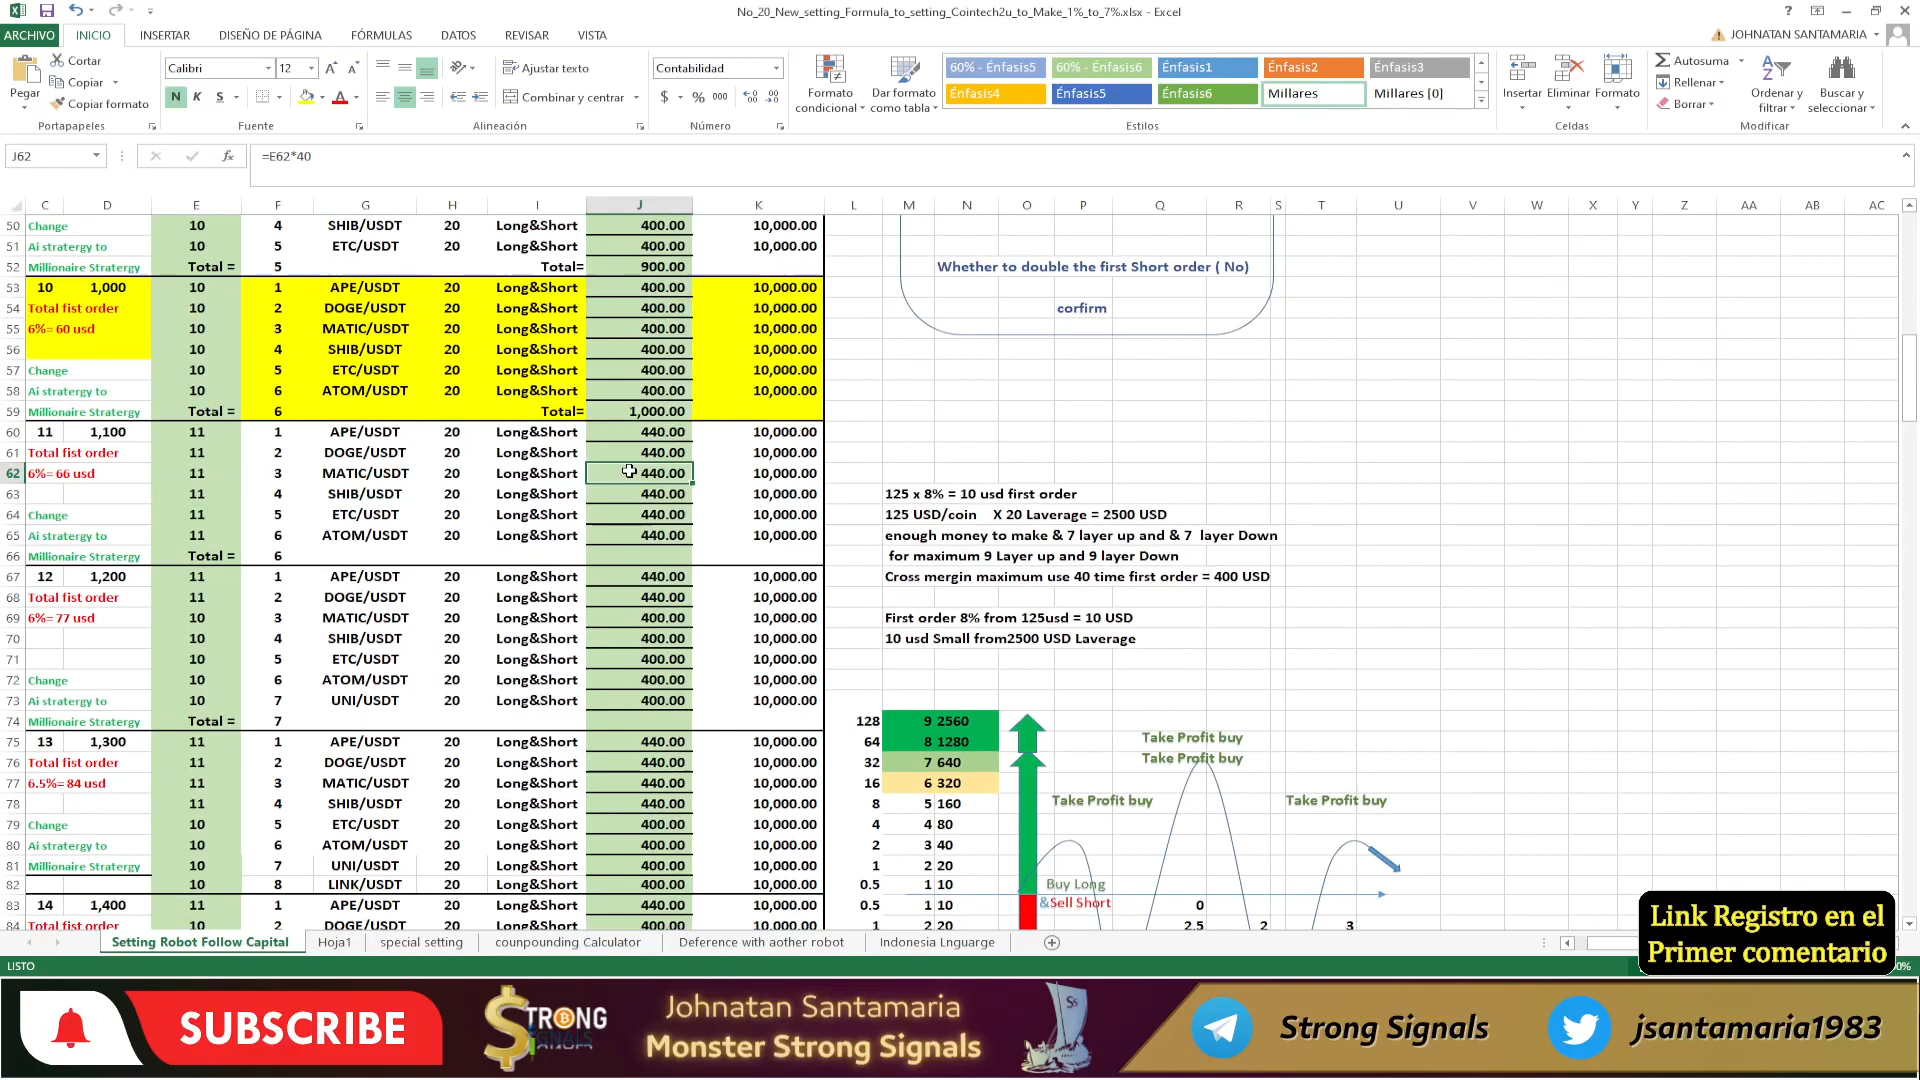 No_20_New_setting_Formula_to_setting_Cointech2u_to_Make_1%_to_7%.xlsx - Excel
ARCHIVO INICIO INSERTAR DISEÑO DE PÁGINA FÓRMULAS DATOS REVISAR VISTA JOHNATAN SANTAMARIA
Pegar Cortar Copiar Copiar formato Portapapeles
Calibri 12 N K S Fuente
Ajustar texto Combinar y centrar Alineación
Contabilidad $ % 000 Número
Formato condicional Dar formato como tabla
60% - Énfasis5 60% - Énfasis6 Énfasis1 Énfasis2 Énfasis3
Énfasis4 Énfasis5 Énfasis6 Millares Millares [0]
Estilos
Insertar Eliminar Formato Celdas
Autosuma Rellenar Borrar Ordenar y filtrar Buscar y seleccionar Modificar
J62 fx =E62*40
C D E F G H I J K L M N O P Q R S T U V W X Y Z AA AB AC
50 Change 10 4 SHIB/USDT 20 Long&Short 400.00 10,000.00
51 Ai stratergy to 10 5 ETC/USDT 20 Long&Short 400.00 10,000.00
52 Millionaire Stratergy Total = 5 Total= 900.00 Whether to double the first Short order ( No)
53 10 1,000 10 1 APE/USDT 20 Long&Short 400.00 10,000.00
54 Total fist order 10 2 DOGE/USDT 20 Long&Short 400.00 10,000.00 confirm
55 6%= 60 usd 10 3 MATIC/USDT 20 Long&Short 400.00 10,000.00
56 10 4 SHIB/USDT 20 Long&Short 400.00 10,000.00
57 Change 10 5 ETC/USDT 20 Long&Short 400.00 10,000.00
58 Ai stratergy to 10 6 ATOM/USDT 20 Long&Short 400.00 10,000.00
59 Millionaire Stratergy Total = 6 Total= 1,000.00
60 11 1,100 11 1 APE/USDT 20 Long&Short 440.00 10,000.00
61 Total fist order 11 2 DOGE/USDT 20 Long&Short 440.00 10,000.00
62 6%= 66 usd 11 3 MATIC/USDT 20 Long&Short 440.00 10,000.00
63 11 4 SHIB/USDT 20 Long&Short 440.00 10,000.00 125 x 8% = 10 usd first order
64 Change 11 5 ETC/USDT 20 Long&Short 440.00 10,000.00 125 USD/coin X 20 Laverage = 2500 USD
65 Ai stratergy to 11 6 ATOM/USDT 20 Long&Short 440.00 10,000.00 enough money to make & 7 layer up and & 7 layer Down
66 Millionaire Stratergy Total = 6 for maximum 9 Layer up and 9 layer Down
67 12 1,200 11 1 APE/USDT 20 Long&Short 440.00 10,000.00 Cross mergin maximum use 40 time first order = 400 USD
68 Total fist order 11 2 DOGE/USDT 20 Long&Short 440.00 10,000.00
69 6%= 77 usd 11 3 MATIC/USDT 20 Long&Short 440.00 10,000.00 First order 8% from 125usd = 10 USD
70 11 4 SHIB/USDT 20 Long&Short 440.00 10,000.00 10 usd Small from2500 USD Laverage
71 10 5 ETC/USDT 20 Long&Short 400.00 10,000.00
72 Change 10 6 ATOM/USDT 20 Long&Short 400.00 10,000.00
73 Ai stratergy to 10 7 UNI/USDT 20 Long&Short 400.00 10,000.00
74 Millionaire Stratergy Total = 7 128 9 2560
75 13 1,300 11 1 APE/USDT 20 Long&Short 440.00 10,000.00 64 8 1280 Take Profit buy
76 Total fist order 11 2 DOGE/USDT 20 Long&Short 440.00 10,000.00 32 7 640 Take Profit buy
77 6.5%= 84 usd 11 3 MATIC/USDT 20 Long&Short 440.00 10,000.00 16 6 320
78 11 4 SHIB/USDT 20 Long&Short 440.00 10,000.00 8 5 160 Take Profit buy Take Profit buy
79 Change 10 5 ETC/USDT 20 Long&Short 400.00 10,000.00 4 4 80
80 Ai stratergy to 10 6 ATOM/USDT 20 Long&Short 400.00 10,000.00 2 3 40
81 Millionaire Stratergy 10 7 UNI/USDT 20 Long&Short 400.00 10,000.00 1 2 20
82 10 8 LINK/USDT 20 Long&Short 400.00 10,000.00 0.5 1 10 Buy Long
83 14 1,400 11 1 APE/USDT 20 Long&Short 440.00 10,000.00 0.5 1 10 &Sell Short 0
84 Total fist order 11 2 DOGE/USDT 20 Long&Short 440.00 10,000.00 1 2 20 2.5 2 3
Setting Robot Follow Capital Hoja1 special setting counpounding Calculator Deference with aother robot Indonesia Lnguarge
LISTO
Link Registro en el
Primer comentario
SUBSCRIBE
STRONG
SIGNALS
Johnatan Santamaria
Monster Strong Signals
Ss
Strong Signals
jsantamaria1983